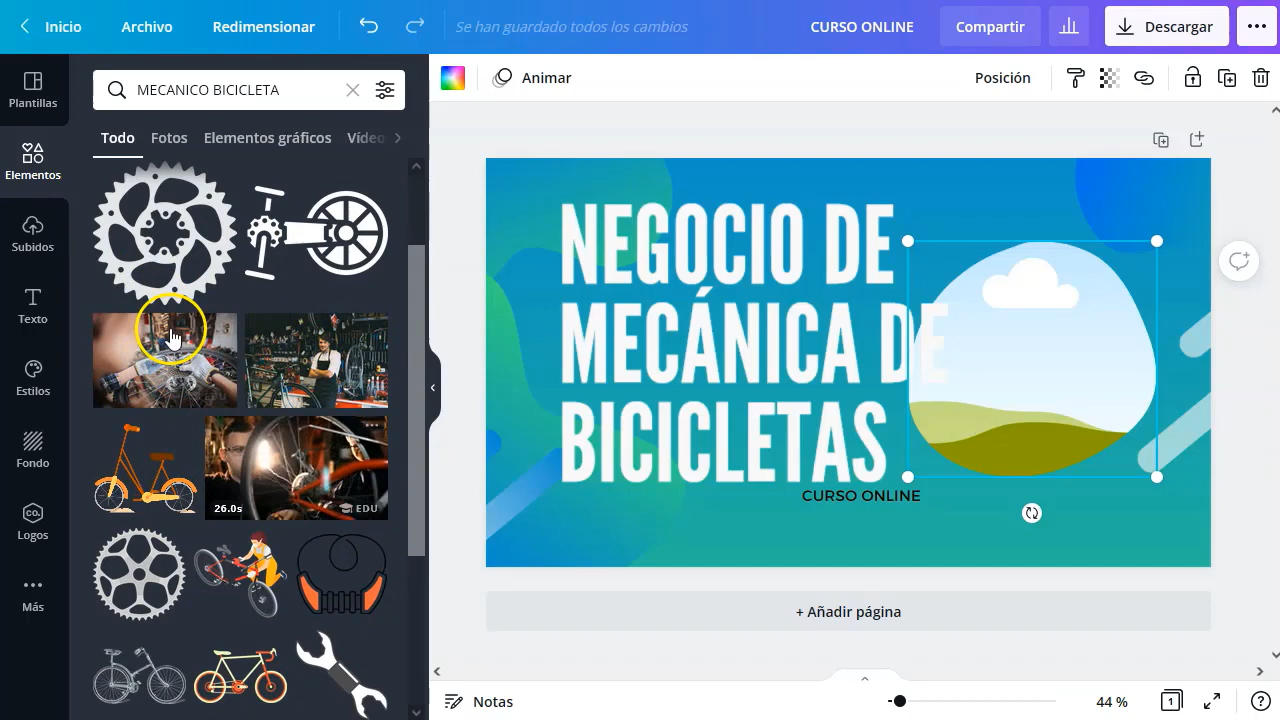 Inicio
Archivo
Redimensionar
Se han guardado todos los cambios
CURSO ONLINE
Compartir
Descargar
Plantillas
Elementos
Subidos
Texto
Estilos
Fondo
CO.
Logos
Más
MECANICO BICICLETA
Todo
Fotos
Elementos gráficos
Vídeo
26.0s
EDU
Animar
Posición
NEGOCIO DE
MECÁNICA DE
BICICLETAS
CURSO ONLINE
+ Añadir página
Notas
44 %
1